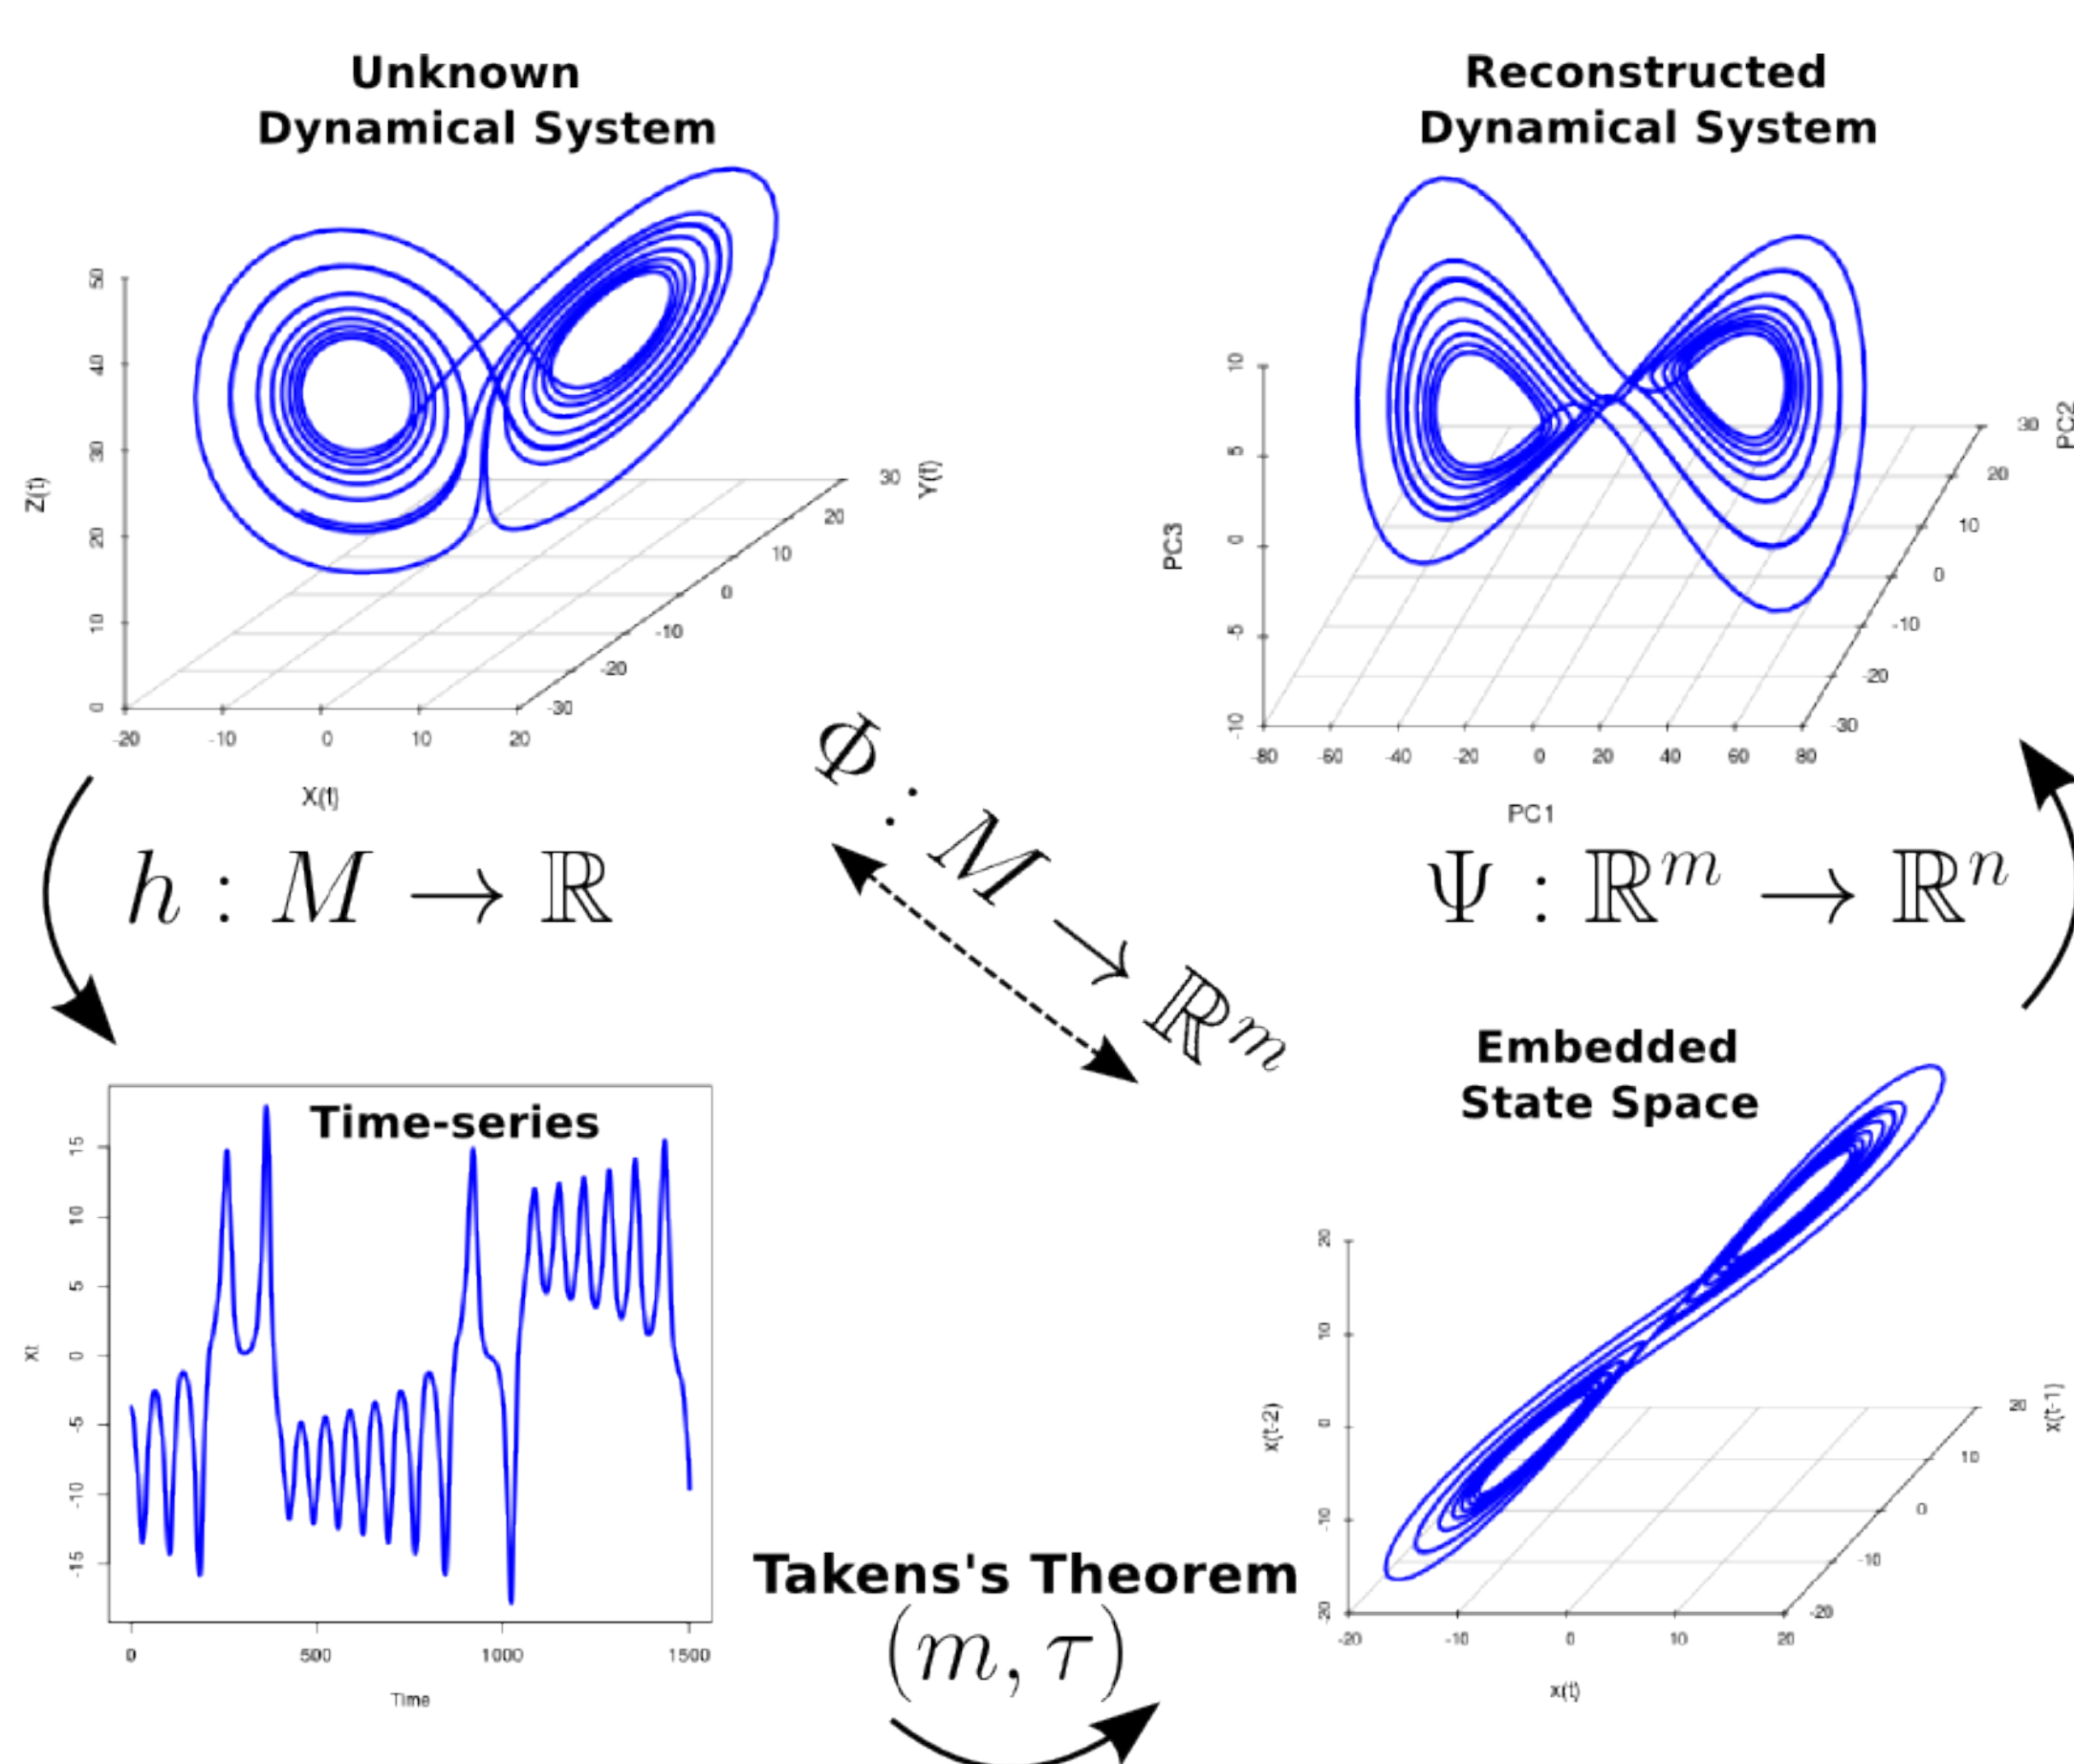 Unknown
Dynamical System
Z(t)
50
40
30
20
10
0
-20 -10 0 10 20
X(t)
30
20
10
0
-10
-20
-30
Y(t)
Reconstructed
Dynamical System
PC3
10
5
0
-5
-10
-80 -60 -40 -20 0 20 40 60 80
PC1
30
20
10
0
-10
-20
-30
PC2
h : M → ℝ
Φ : M → ℝᵐ
Ψ : ℝᵐ → ℝⁿ
Time-series
Xt
15
10
5
0
-5
-10
-15
0 500 1000 1500
Time
Takens's Theorem
(m, τ)
Embedded
State Space
x(t-2)
20
10
0
-10
-20
-20 -10 0 10 20
x(t)
20
10
0
-10
-20
x(t-1)